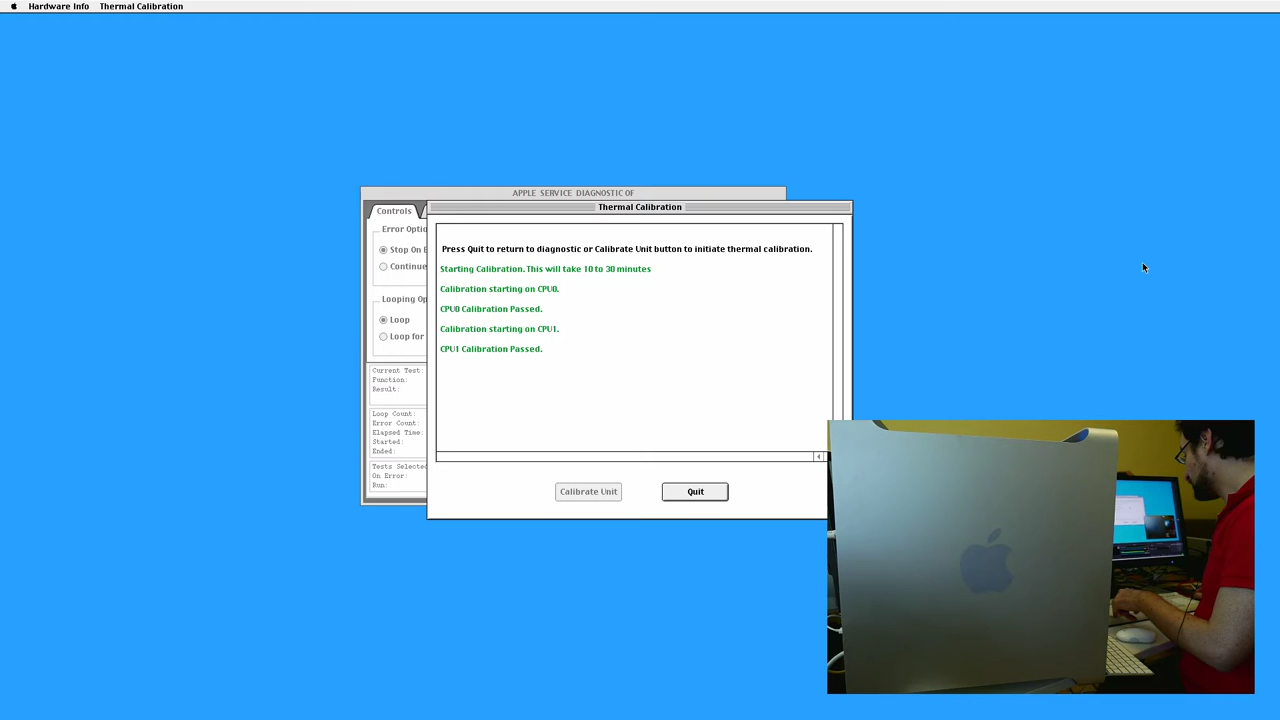 Hardware Info Thermal Calibration
APPLE SERVICE DIAGNOSTIC OF
Thermal Calibration
Controls
Error Optio
Stop On E
Continue
Looping Op
Loop
Loop for
Current Test:
Function:
Result:
Loop Count:
Error Count:
Elapsed Time:
Started:
Ended:
Tests Selected
On Error:
Run:
Press Quit to return to diagnostic or Calibrate Unit button to initiate thermal calibration.
Starting Calibration. This will take 10 to 30 minutes
Calibration starting on CPU0.
CPU0 Calibration Passed.
Calibration starting on CPU1.
CPU1 Calibration Passed.
Calibrate Unit
Quit